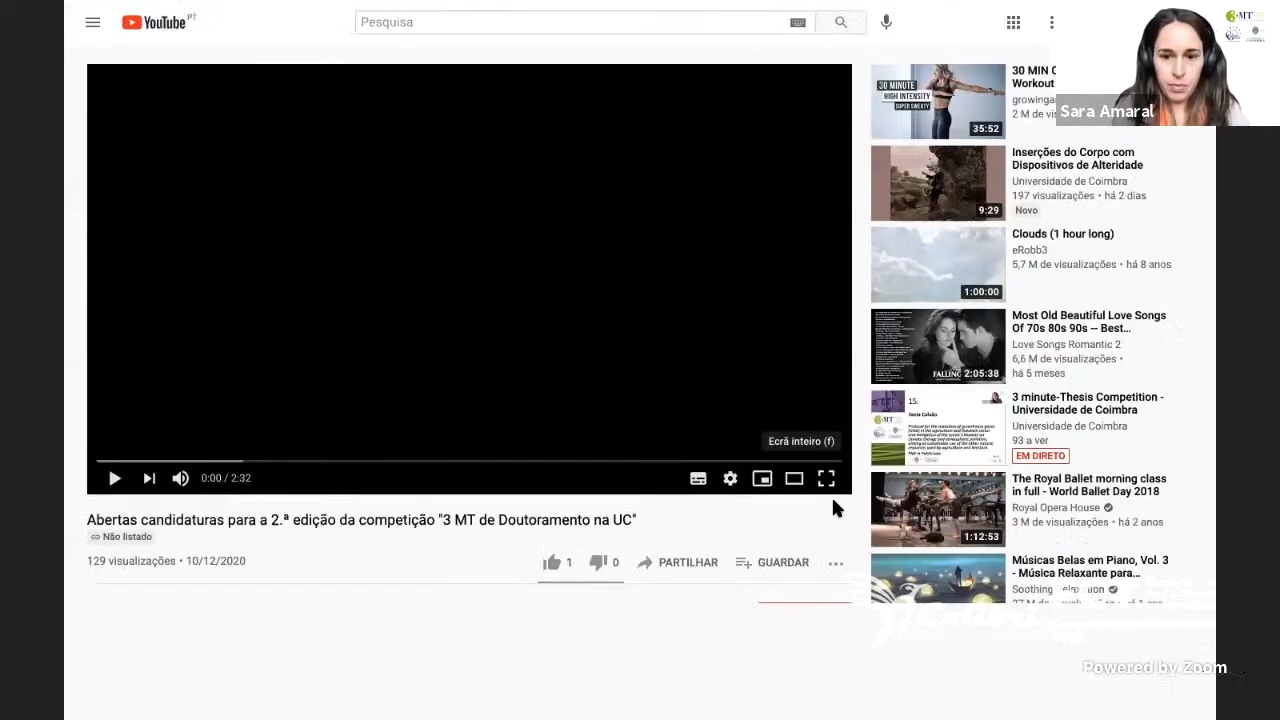 YouTube PT
Pesquisa
MT
Sara Amaral
30 MINUTE
HIGH INTENSITY
SUPER SWEATY
35:52
30 MIN
Workout
2 M de
9:29
Inserções do Corpo com
Dispositivos de Alteridade
Universidade de Coimbra
197 visualizações • há 2 dias
Novo
1:00:00
Clouds (1 hour long)
eRobb3
5,7 M de visualizações • há 8 anos
FALLING
2:05:38
Most Old Beautiful Love Songs
Of 70s 80s 90s -- Best...
Love Songs Romantic 2
6,6 M de visualizações •
há 5 meses
15.
3 minute-Thesis Competition -
Universidade de Coimbra
Universidade de Coimbra
93 a ver
EM DIRETO
1:12:53
The Royal Ballet morning class
in full - World Ballet Day 2018
Royal Opera House
3 M de visualizações • há 2 anos
Músicas Belas em Piano, Vol. 3
- Música Relaxante para...
Ecrã inteiro (f)
0:00 / 2:32
Abertas candidaturas para a 2.ª edição da competição "3 MT de Doutoramento na UC"
Não listado
129 visualizações • 10/12/2020
1 0 PARTILHAR GUARDAR
Powered by Zoom